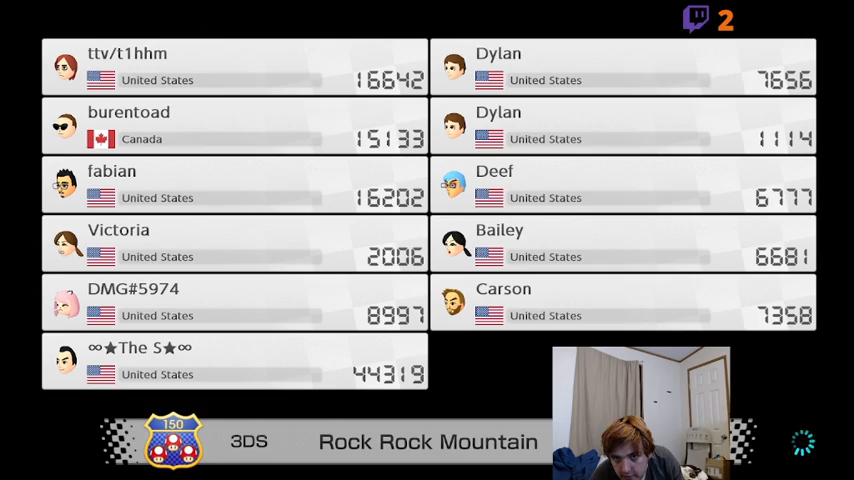 2
ttv/t1hhm
United States
16642
burentoad
Canada
15133
fabian
United States
16202
Victoria
United States
2006
DMG#5974
United States
8997
∞★The S★∞
United States
44319
Dylan
United States
7656
Dylan
United States
1114
Deef
United States
6777
Bailey
United States
6681
Carson
United States
7358
150
3DS Rock Rock Mountain